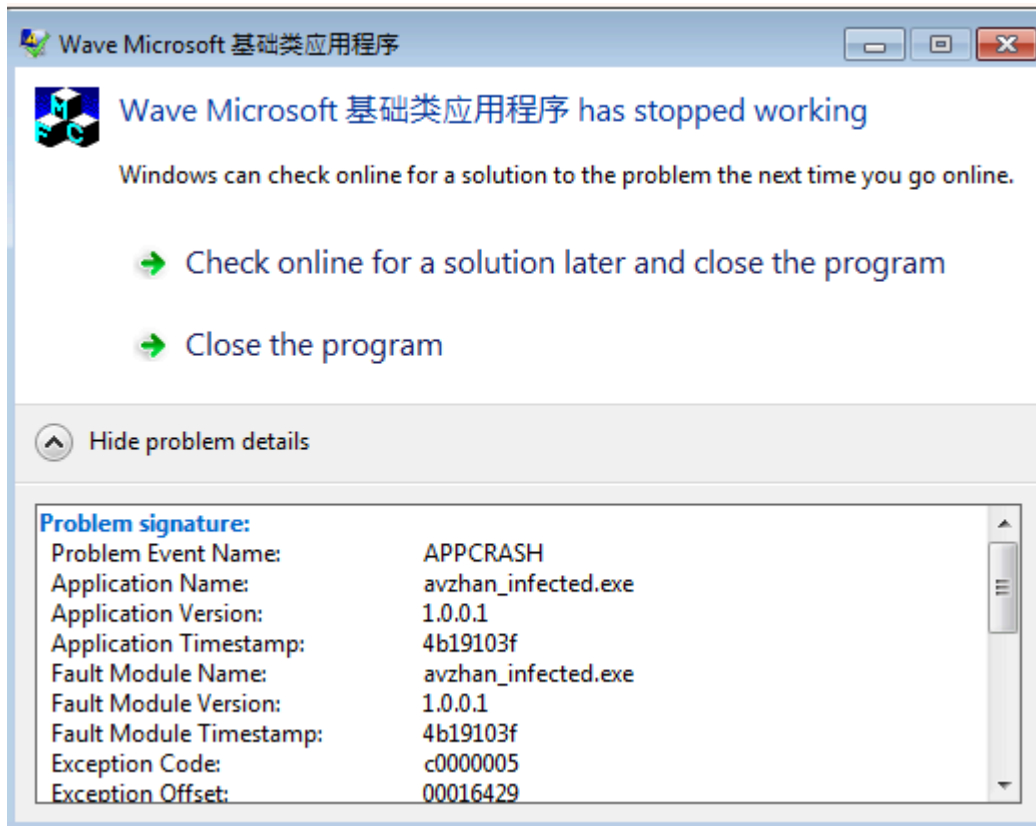 Wave Microsoft 基础类应用程序
MFC
Wave Microsoft 基础类应用程序 has stopped working
Windows can check online for a solution to the problem the next time you go online.
Check online for a solution later and close the program
Close the program
Hide problem details
Problem signature:
Problem Event Name: APPCRASH
Application Name: avzhan_infected.exe
Application Version: 1.0.0.1
Application Timestamp: 4b19103f
Fault Module Name: avzhan_infected.exe
Fault Module Version: 1.0.0.1
Fault Module Timestamp: 4b19103f
Exception Code: c0000005
Exception Offset: 00016429